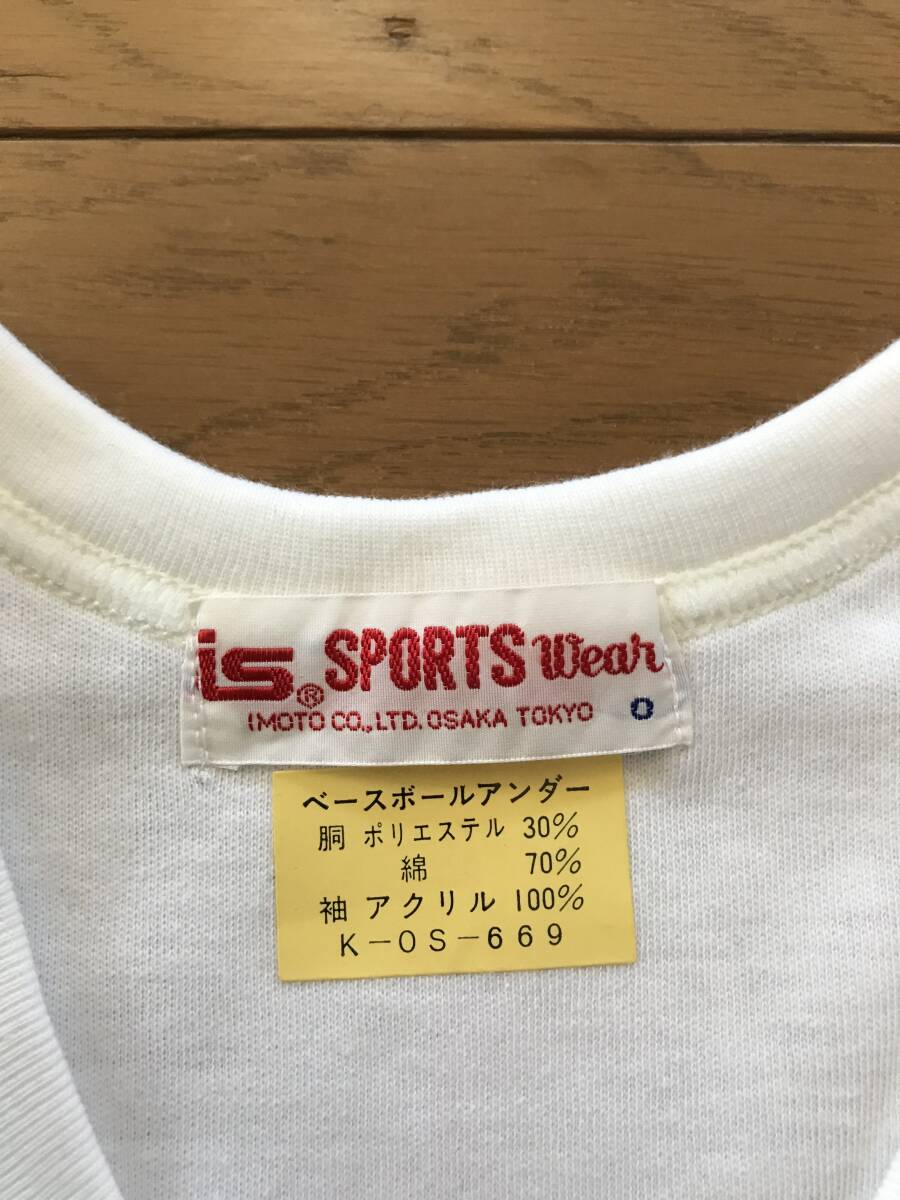 is® SPORTS Wear
IMOTO CO., LTD. OSAKA TOKYO O
ベースボールアンダー
胴 ポリエステル 30%
綿 70%
袖 アクリル 100%
K-OS-669